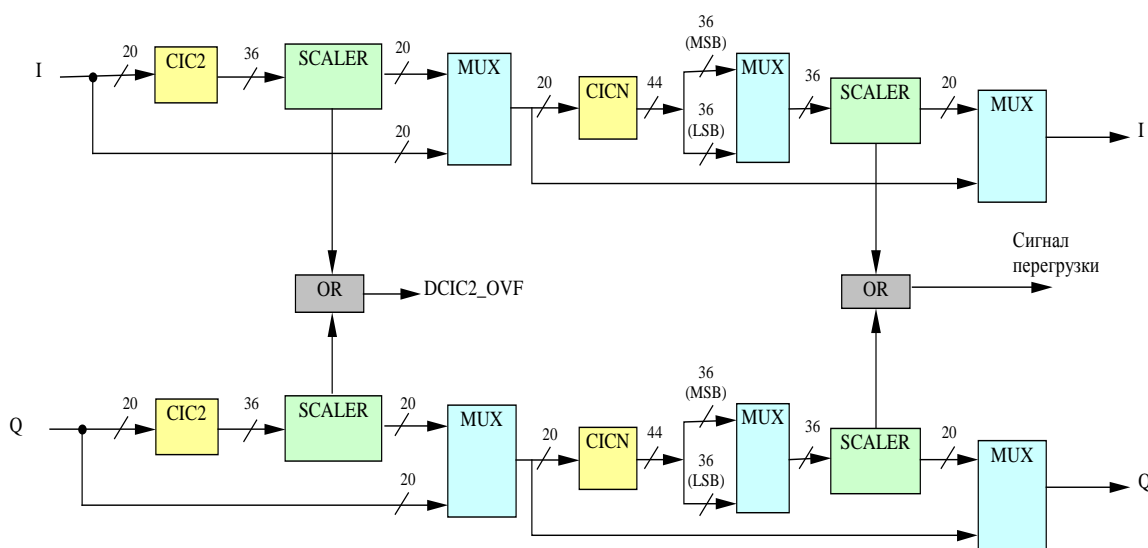 20
36
20
36
(MSB)
I
CIC2
SCALER
MUX
20
CICN
44
MUX
36
SCALER
20
MUX
I
20
36
(LSB)
Сигнал
перегрузки
OR
DCIC2_OVF
OR
20
36
20
36
(MSB)
Q
CIC2
SCALER
MUX
20
CICN
44
MUX
36
SCALER
20
MUX
Q
20
36
(LSB)